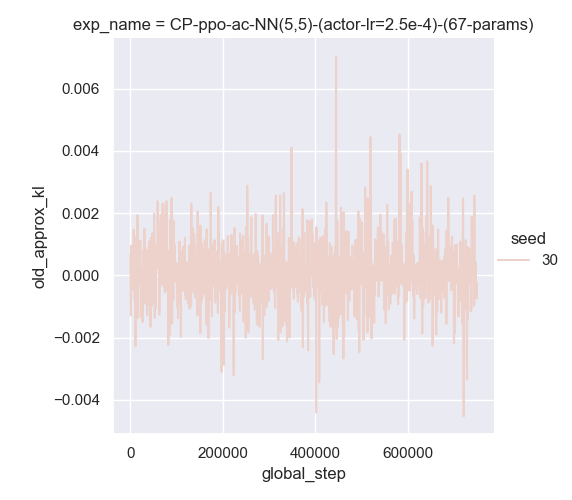 exp_name = CP-ppo-ac-NN(5,5)-(actor-lr=2.5e-4)-(67-params)
0.006
0.004
0.002
0.000
−0.002
−0.004
old_approx_kl
0
200000
400000
600000
global_step
seed
30